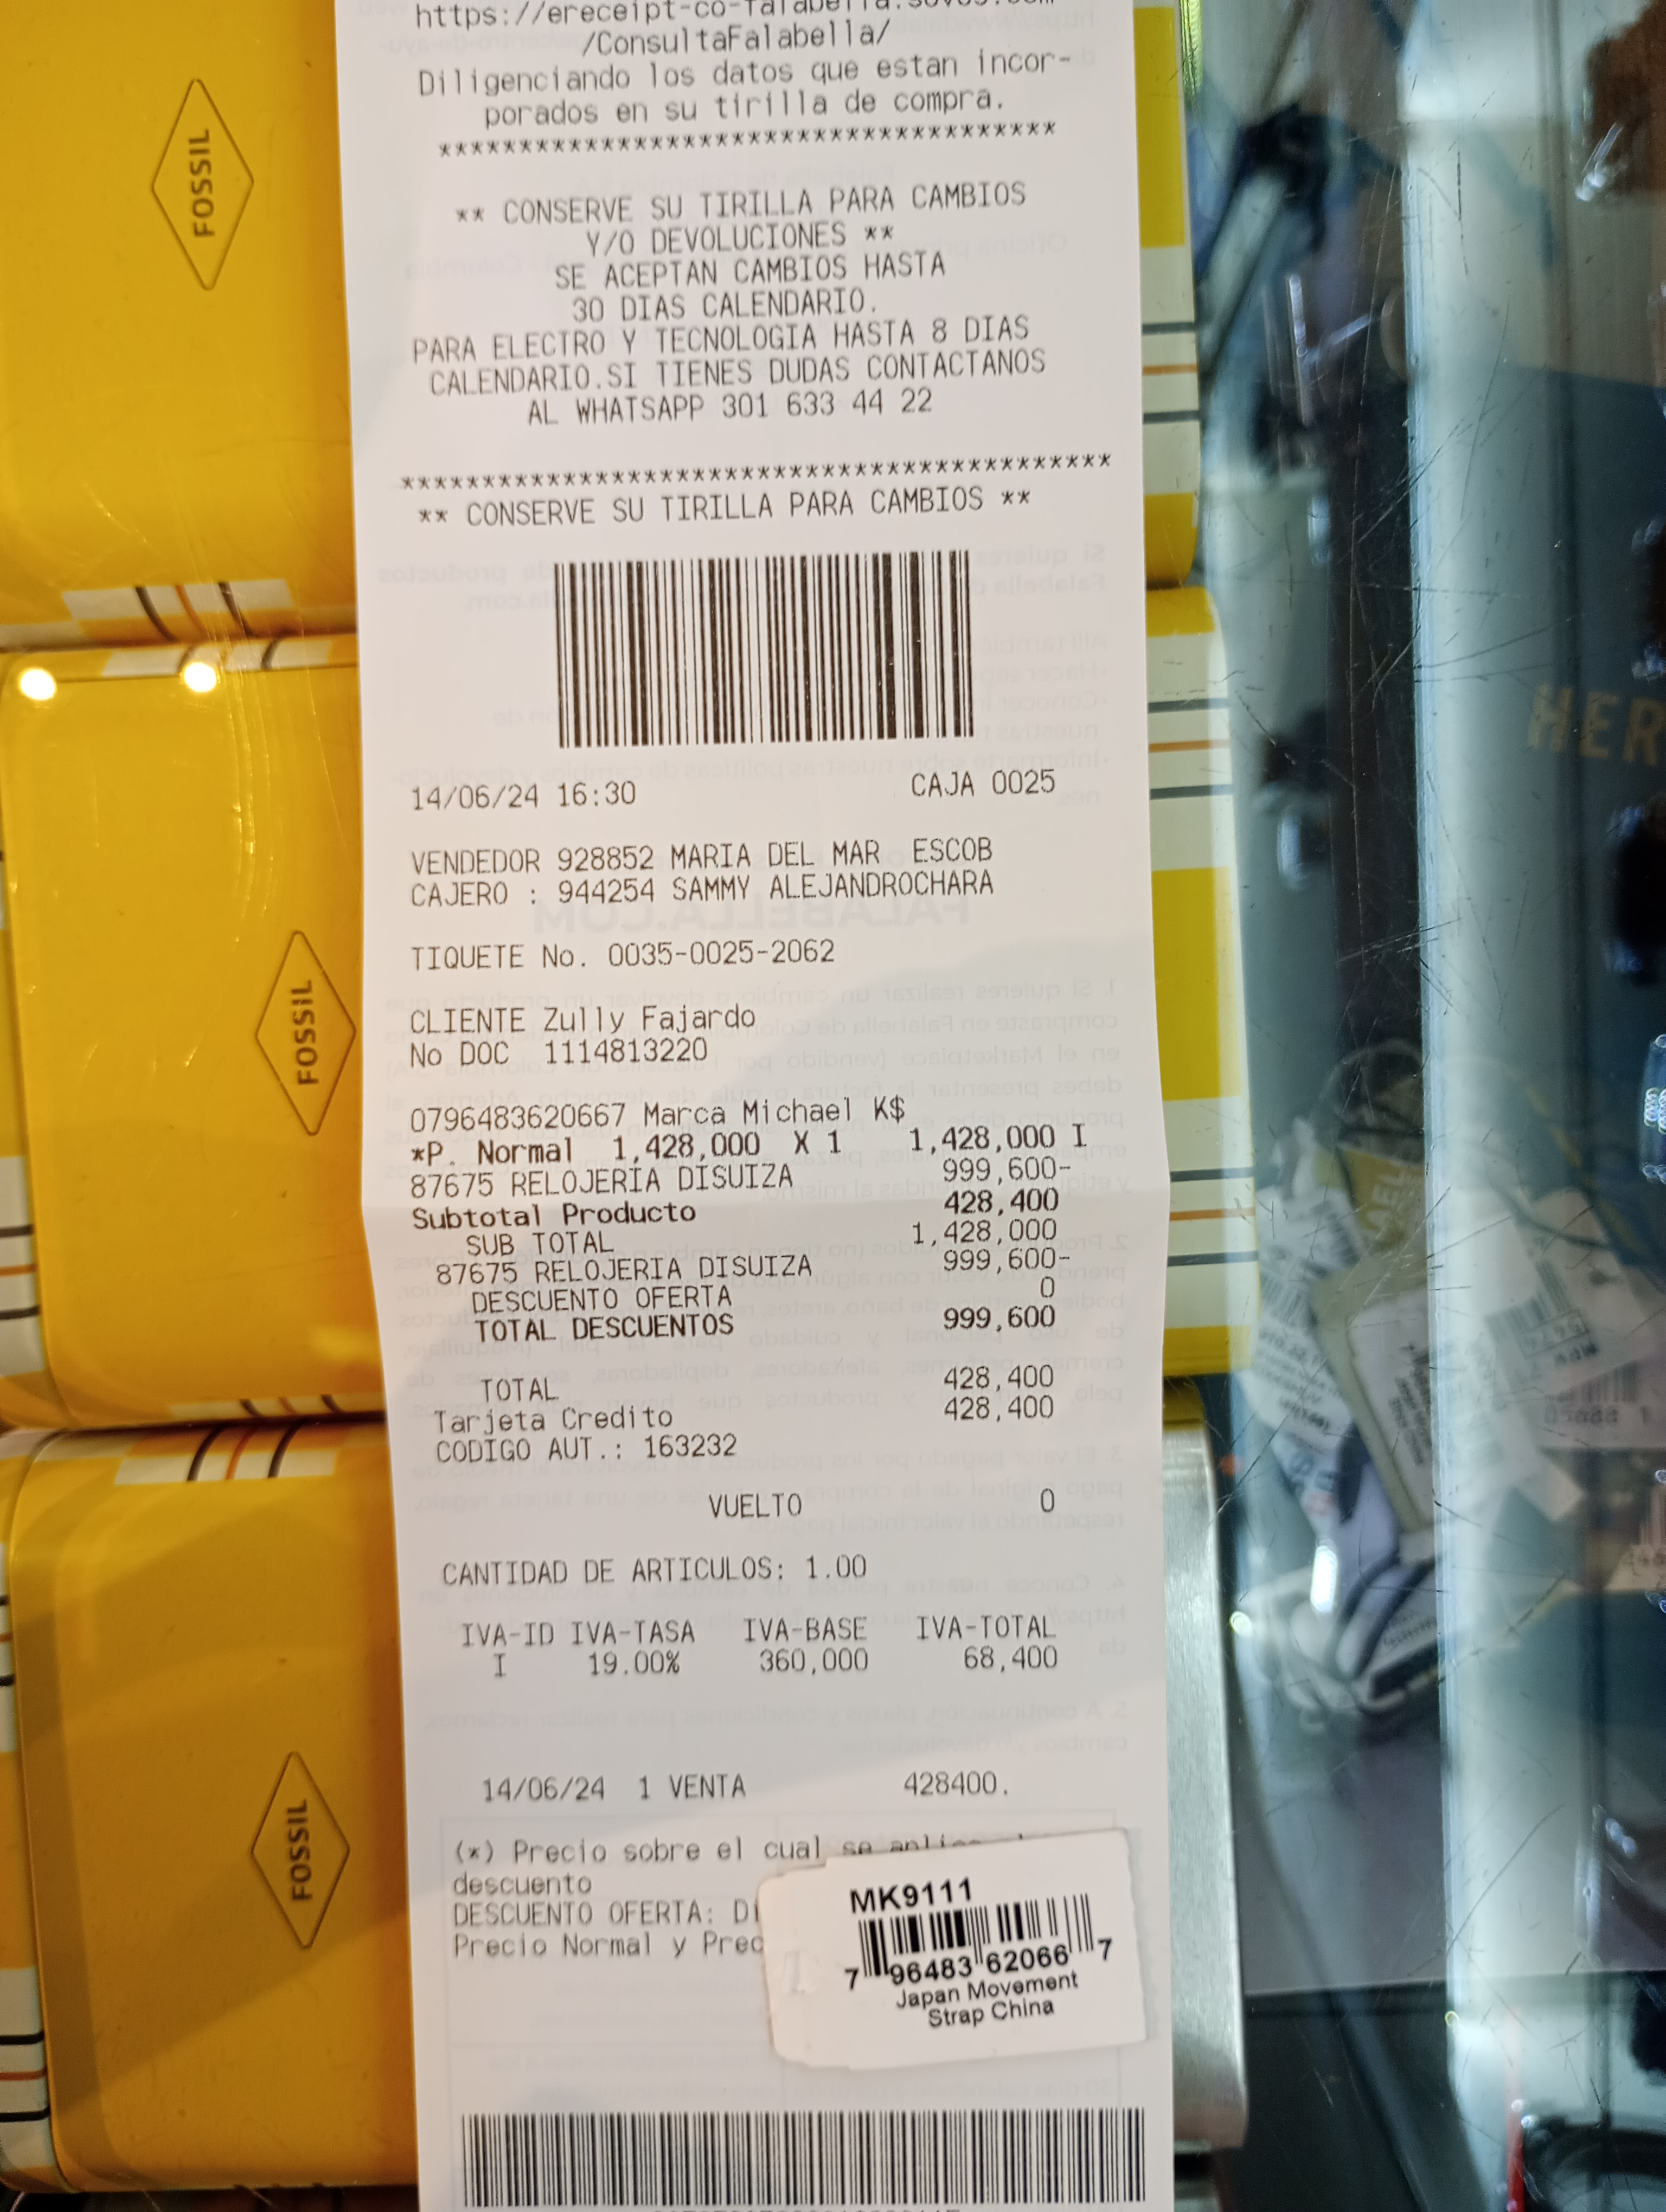 /ConsultaFalabella/
Diligenciando los datos que estan incor-
porados en su tirilla de compra.
***************************************
** CONSERVE SU TIRILLA PARA CAMBIOS
Y/O DEVOLUCIONES **
SE ACEPTAN CAMBIOS HASTA
30 DIAS CALENDARIO.
PARA ELECTRO Y TECNOLOGIA HASTA 8 DIAS
CALENDARIO.SI TIENES DUDAS CONTACTANOS
AL WHATSAPP 301 633 44 22
********************************************
** CONSERVE SU TIRILLA PARA CAMBIOS **
14/06/24 16:30 CAJA 0025
VENDEDOR 928852 MARIA DEL MAR ESCOB
CAJERO : 944254 SAMMY ALEJANDROCHARA
TIQUETE No. 0035-0025-2062
CLIENTE Zully Fajardo
No DOC 1114813220
0796483620667 Marca Michael K$
*P. Normal 1,428,000 X 1 1,428,000 I
87675 RELOJERIA DISUIZA 999,600-
Subtotal Producto 428,400
SUB TOTAL 1,428,000
87675 RELOJERIA DISUIZA 999,600-
DESCUENTO OFERTA 0
TOTAL DESCUENTOS 999,600
TOTAL 428,400
Tarjeta Credito 428,400
CODIGO AUT.: 163232
VUELTO 0
CANTIDAD DE ARTICULOS: 1.00
IVA-ID IVA-TASA IVA-BASE IVA-TOTAL
I 19.00% 360,000 68,400
14/06/24 1 VENTA 428400.
(*) Precio sobre el cual se
descuento
DESCUENTO OFERTA: DI
Precio Normal y Prec
MK9111
7 96483 62066 7
Japan Movement
Strap China
FOSSIL
FOSSIL
FOSSIL
HER